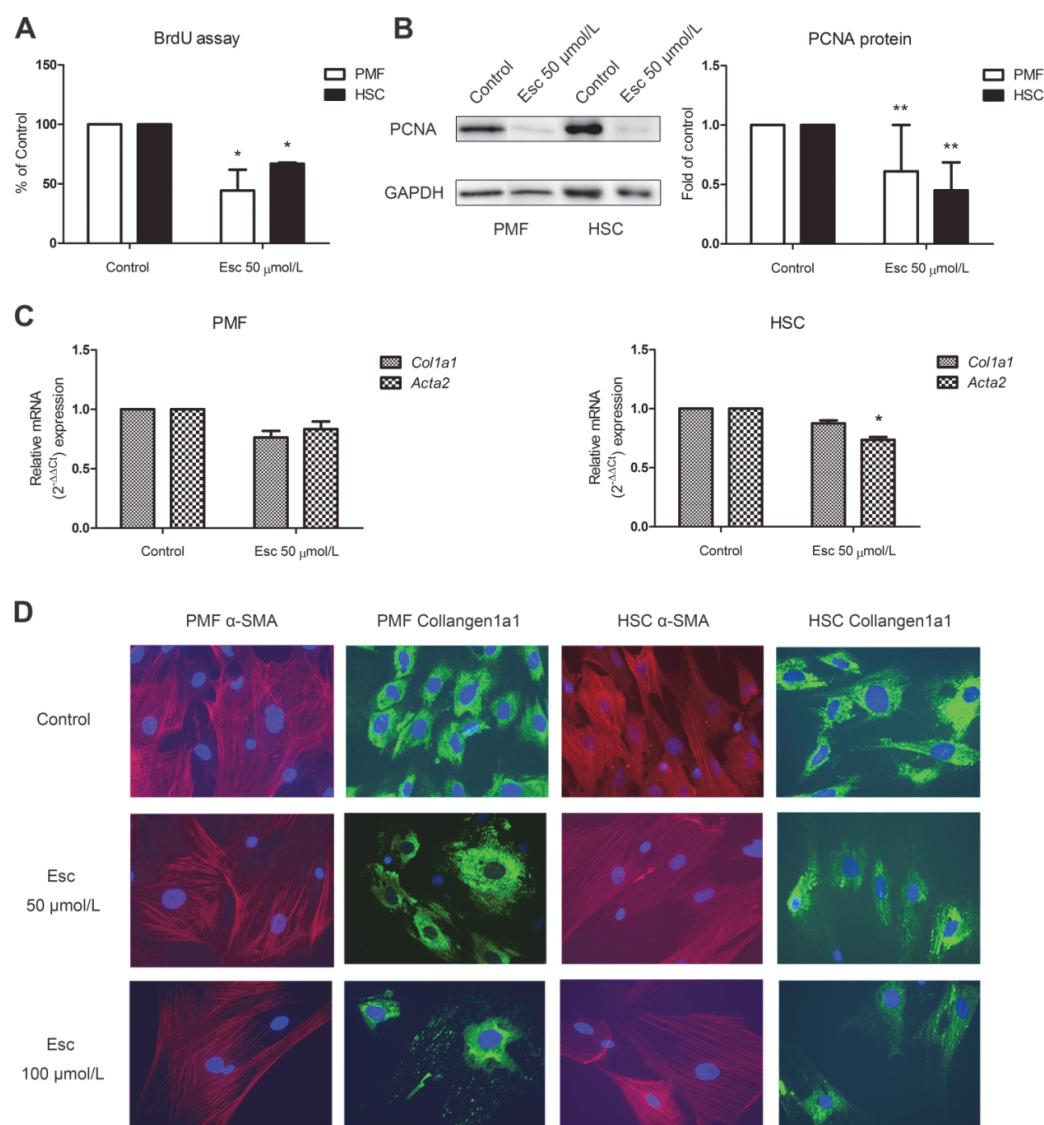 A
BrdU assay
% of Control
150
100
50
0
PMF
HSC
*
*
Control
Esc 50 μmol/L
B
Control
Esc 50 μmol/L
Control
Esc 50 μmol/L
PCNA
GAPDH
PMF
HSC
PCNA protein
Fold of control
1.5
1.0
0.5
0.0
PMF
HSC
**
**
Control
Esc 50 μmol/L
C
PMF
Relative mRNA
(2-ΔΔCt) expression
1.5
1.0
0.5
0.0
Col1a1
Acta2
Control
Esc 50 μmol/L
HSC
Relative mRNA
(2-ΔΔCt) expression
1.5
1.0
0.5
0.0
Col1a1
Acta2
*
Control
Esc 50 μmol/L
D
PMF α-SMA
PMF Collangen1a1
HSC α-SMA
HSC Collangen1a1
Control
Esc
50 μmol/L
Esc
100 μmol/L